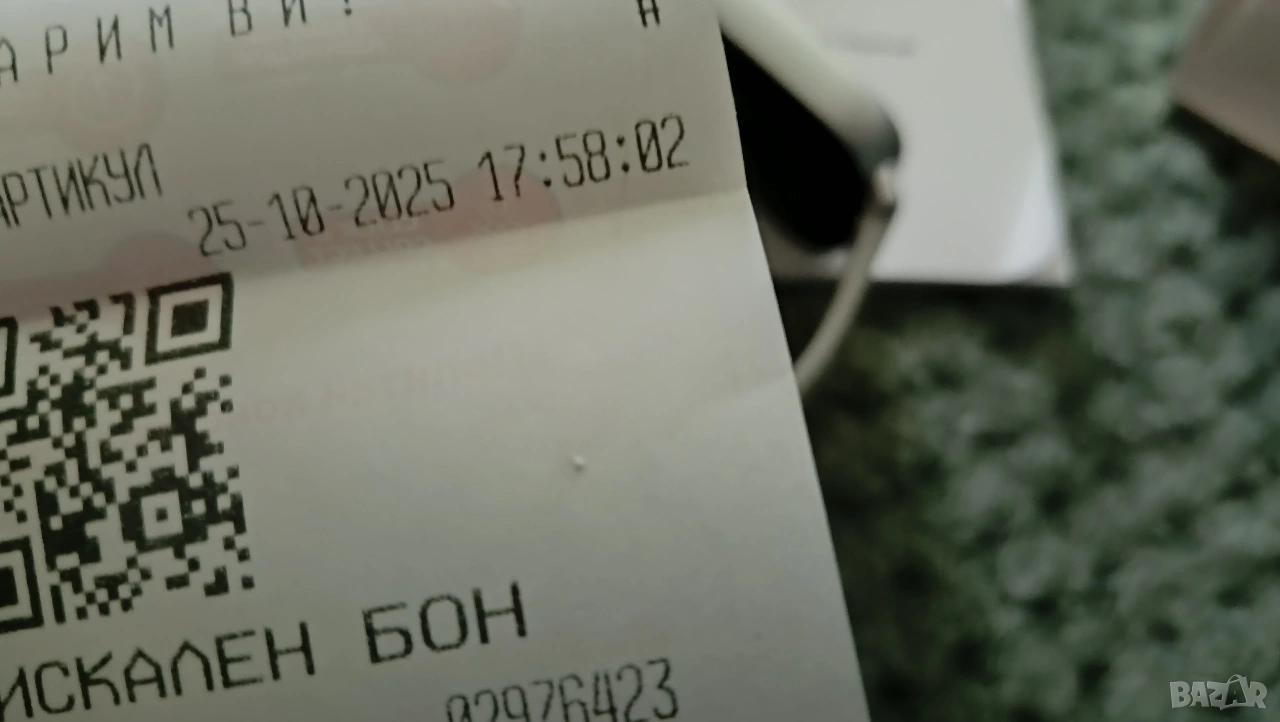 АРИМ ВИ!
АРТИКУЛ
25-10-2025 17:58:02
ИСКАЛЕН БОН
02976423
BAZAR